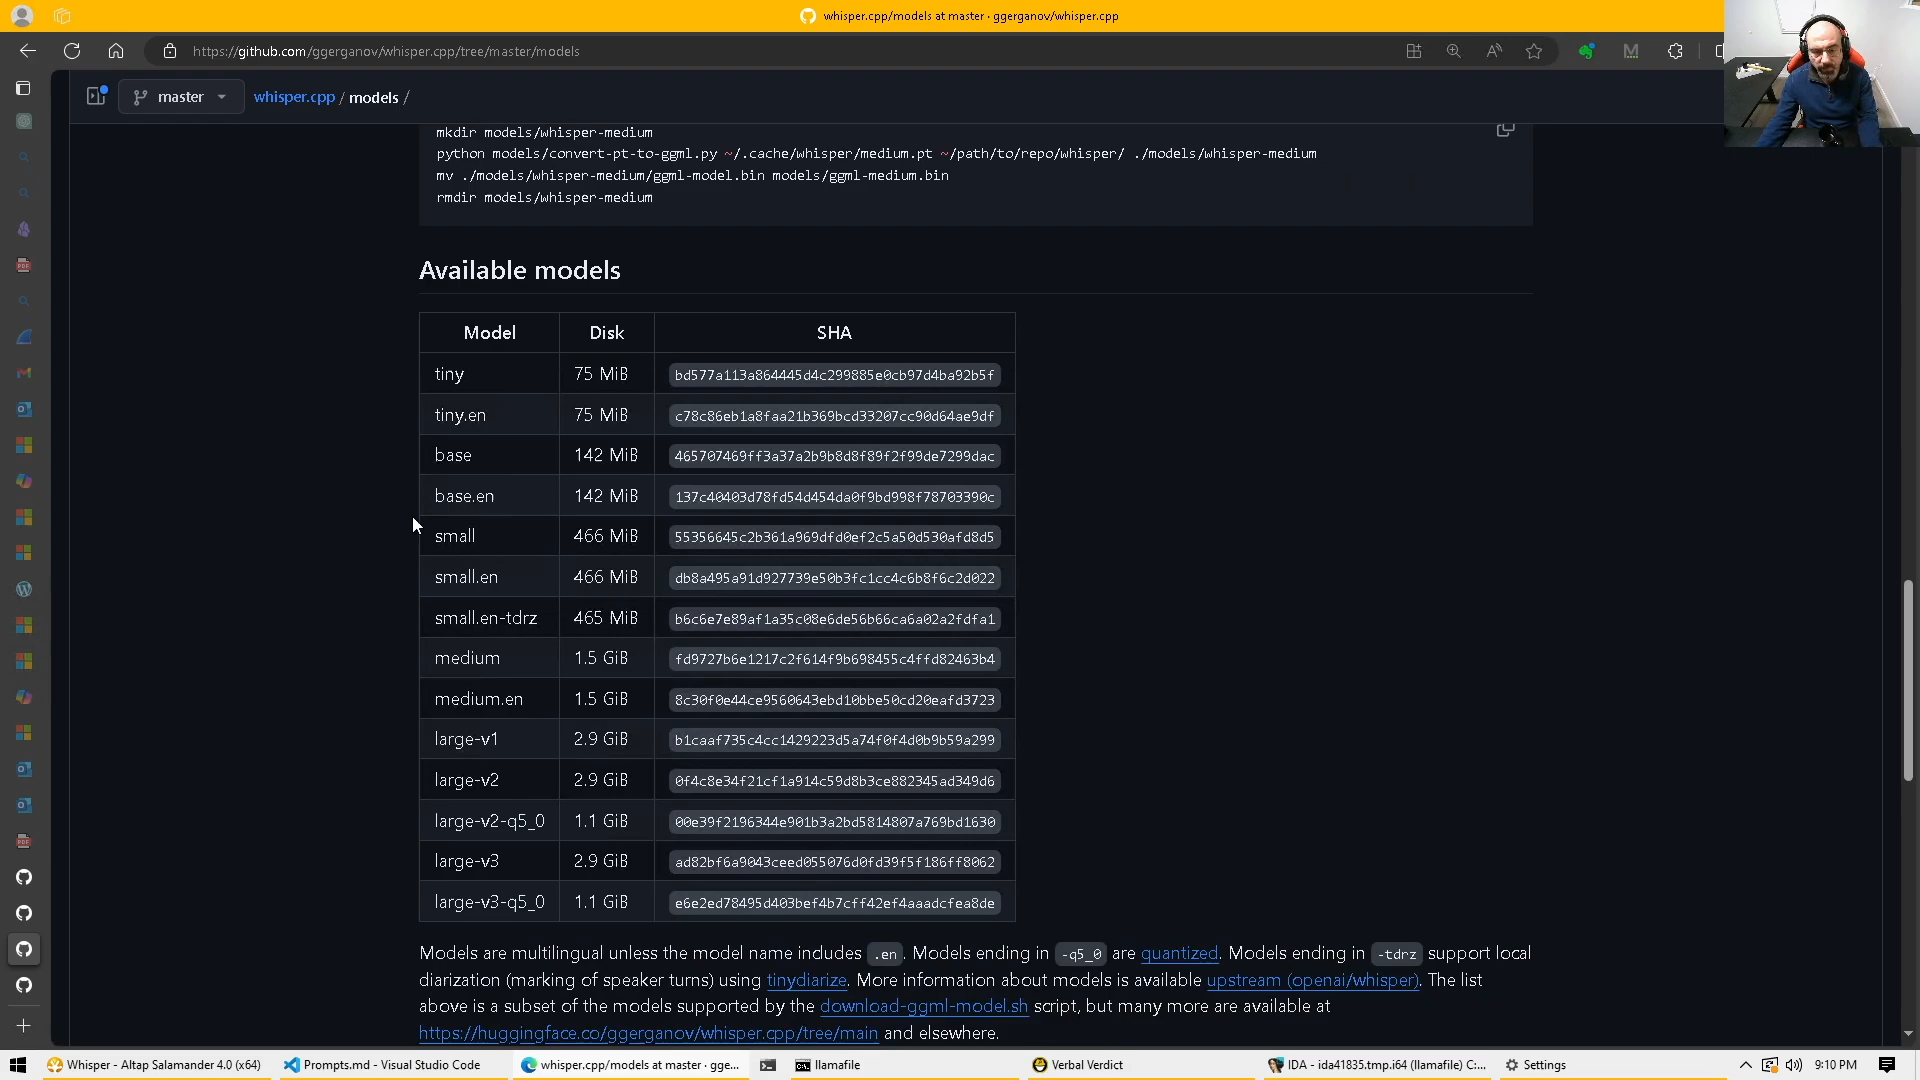 whisper.cpp/models at master · ggerganov/whisper.cpp
https://github.com/ggerganov/whisper.cpp/tree/master/models
master
whisper.cpp / models /
mkdir models/whisper-medium
python models/convert-pt-to-ggml.py ~/.cache/whisper/medium.pt ~/path/to/repo/whisper/ ./models/whisper-medium
mv ./models/whisper-medium/ggml-model.bin models/ggml-medium.bin
rmdir models/whisper-medium
Available models
Model Disk SHA
tiny 75 MiB bd577a113a864445d4c299885e0cb97d4ba92b5f
tiny.en 75 MiB c78c86eb1a8faa21b369bcd33207cc90d64ae9df
base 142 MiB 465707469ff3a37a2b9b8d8f89f2f99de7299dac
base.en 142 MiB 137c40403d78fd54d454da0f9bd998f78703390c
small 466 MiB 55356645c2b361a969dfd0ef2c5a50d530afd8d5
small.en 466 MiB db8a495a91d927739e50b3fc1cc4c6b8f6c2d022
small.en-tdrz 465 MiB b6c6e7e89af1a35c08e6de56b66ca6a02a2fdfa1
medium 1.5 GiB fd9727b6e1217c2f614f9b698455c4ffd82463b4
medium.en 1.5 GiB 8c30f0e44ce9560643ebd10bbe50cd20eafd3723
large-v1 2.9 GiB b1caaf735c4cc1429223d5a74f0f4d0b9b59a299
large-v2 2.9 GiB 0f4c8e34f21cf1a914c59d8b3ce882345ad349d6
large-v2-q5_0 1.1 GiB 00e39f2196344e901b3a2bd5814807a769bd1630
large-v3 2.9 GiB ad82bf6a9043ceed055076d0fd39f5f186ff8062
large-v3-q5_0 1.1 GiB e6e2ed78495d403bef4b7cff42ef4aaadcfea8de
Models are multilingual unless the model name includes .en. Models ending in -q5_0 are quantized. Models ending in -tdrz support local
diarization (marking of speaker turns) using tinydiarize. More information about models is available upstream (openai/whisper). The list
above is a subset of the models supported by the download-ggml-model.sh script, but many more are available at
https://huggingface.co/ggerganov/whisper.cpp/tree/main and elsewhere.
Whisper - Altap Salamander 4.0 (x64)
Prompts.md - Visual Studio Code
whisper.cpp/models at master · gge...
llamafile
Verbal Verdict
IDA - ida41835.tmp.i64 (llamafile) C:...
Settings
9:10 PM